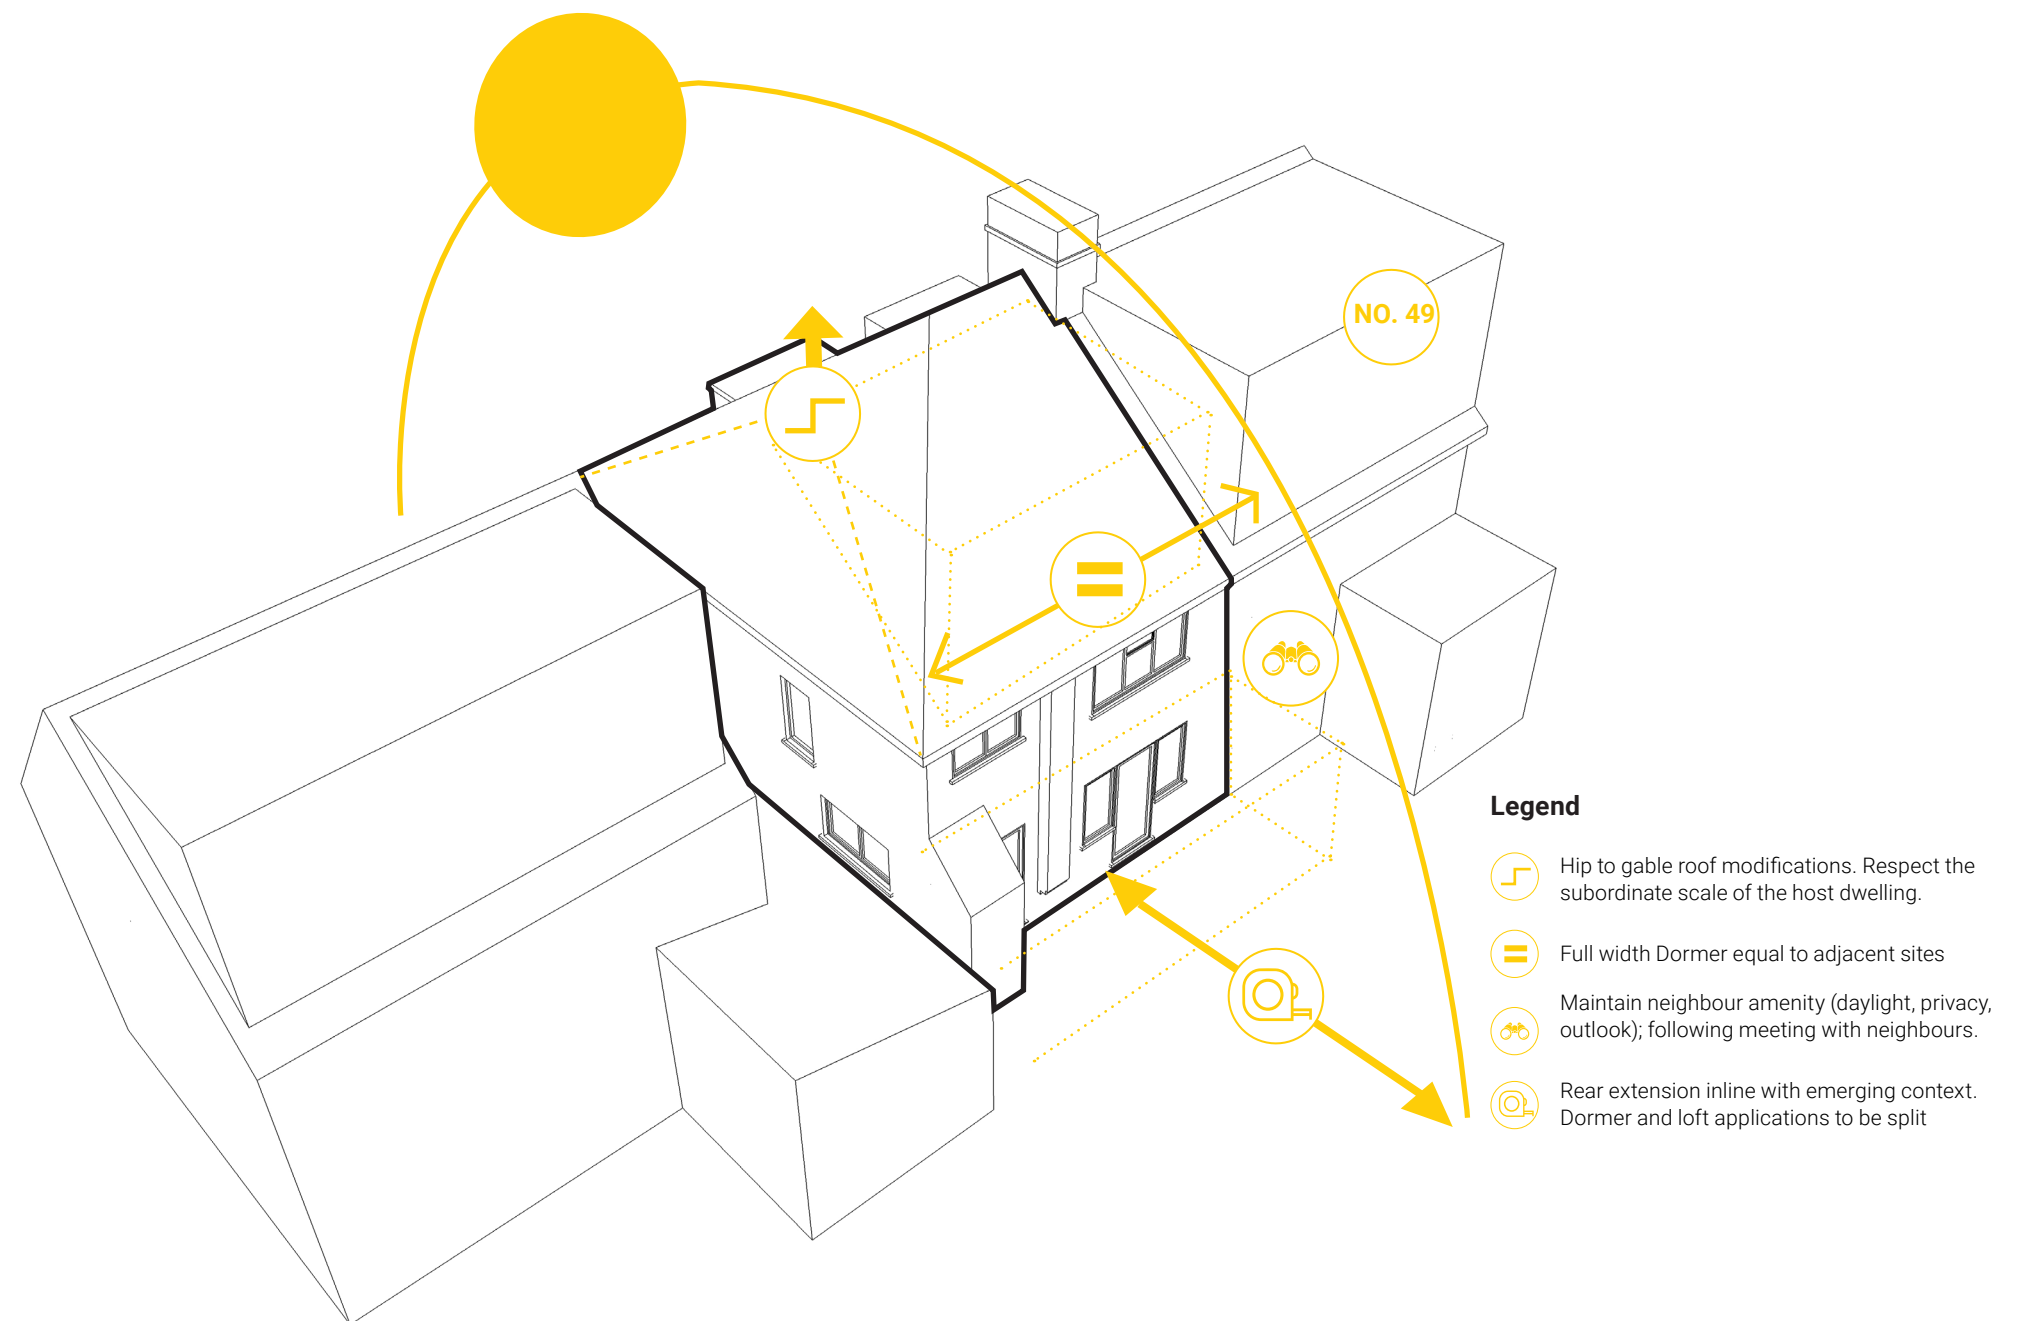 NO. 49
Legend
Hip to gable roof modifications. Respect the
subordinate scale of the host dwelling.
Full width Dormer equal to adjacent sites
Maintain neighbour amenity (daylight, privacy,
outlook); following meeting with neighbours.
Rear extension inline with emerging context.
Dormer and loft applications to be split